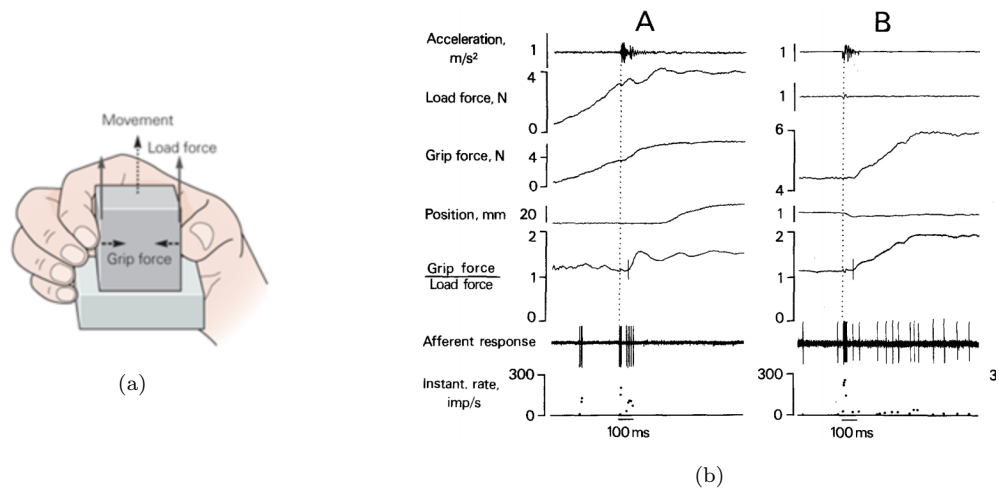 Movement
Load force
Grip force
(a)
A
B
Acceleration,
m/s²
1
1
Load force, N
4
0
1
Grip force, N
4
0
6
4
Position, mm
20
1
Grip force
Load force
2
1
0
2
1
0
Afferent response
Instant. rate,
imp/s
300
0
300
0
3
100 ms
100 ms
(b)